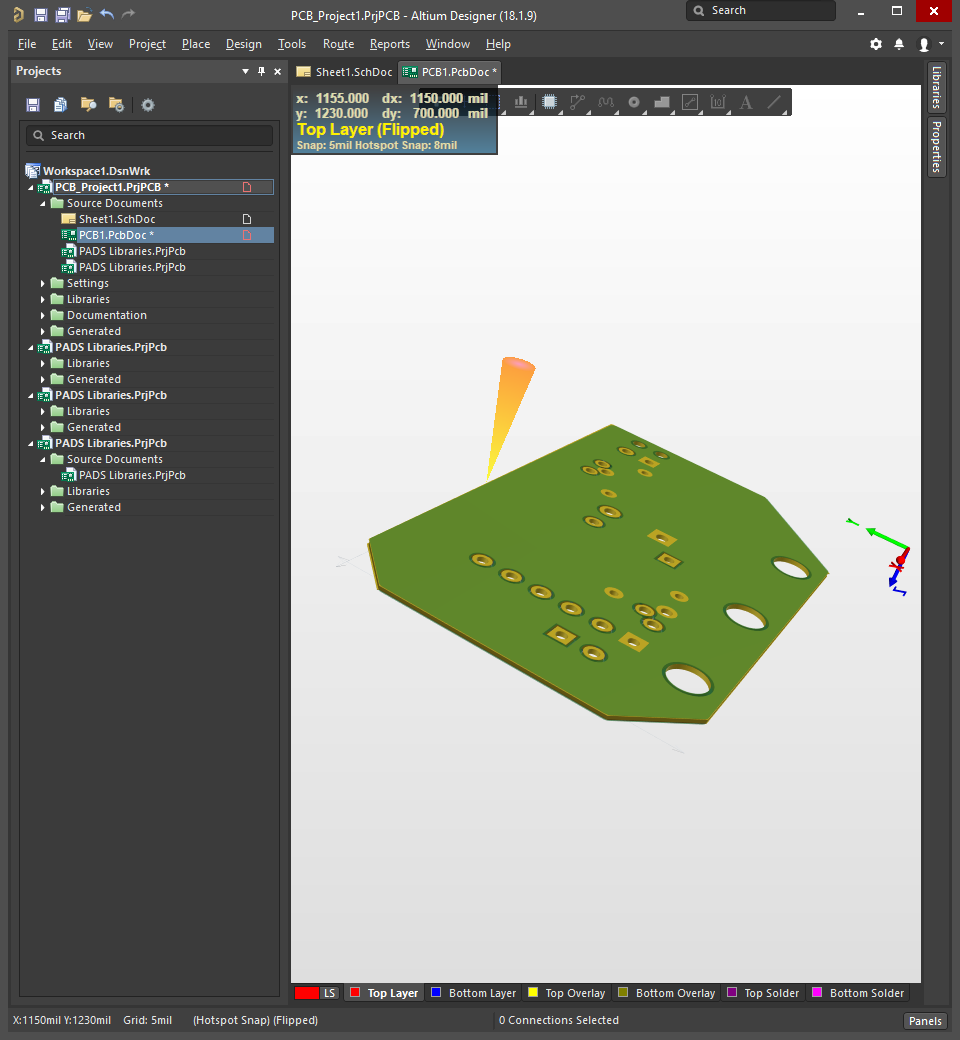 PCB_Project1.PrjPCB - Altium Designer (18.1.9)
Search
File Edit View Project Place Design Tools Route Reports Window Help
Projects
Sheet1.SchDoc
PCB1.PcbDoc *
Search
Workspace1.DsnWrk
PCB_Project1.PrjPCB *
Source Documents
Sheet1.SchDoc
PCB1.PcbDoc *
PADS Libraries.PrjPcb
PADS Libraries.PrjPcb
Settings
Libraries
Documentation
Generated
PADS Libraries.PrjPcb
Libraries
Generated
PADS Libraries.PrjPcb
Libraries
Generated
PADS Libraries.PrjPcb
Source Documents
PADS Libraries.PrjPcb
Libraries
Generated
x: 1155.000 dx: 1150.000 mil
y: 1230.000 dy: 700.000 mil
Top Layer (Flipped)
Snap: 5mil Hotspot Snap: 8mil
A
Libraries
Properties
LS Top Layer Bottom Layer Top Overlay Bottom Overlay Top Solder Bottom Solder
X:1150mil Y:1230mil Grid: 5mil (Hotspot Snap) (Flipped) 0 Connections Selected Panels